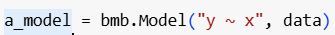 a_model = bmb.Model("y ~ x", data)